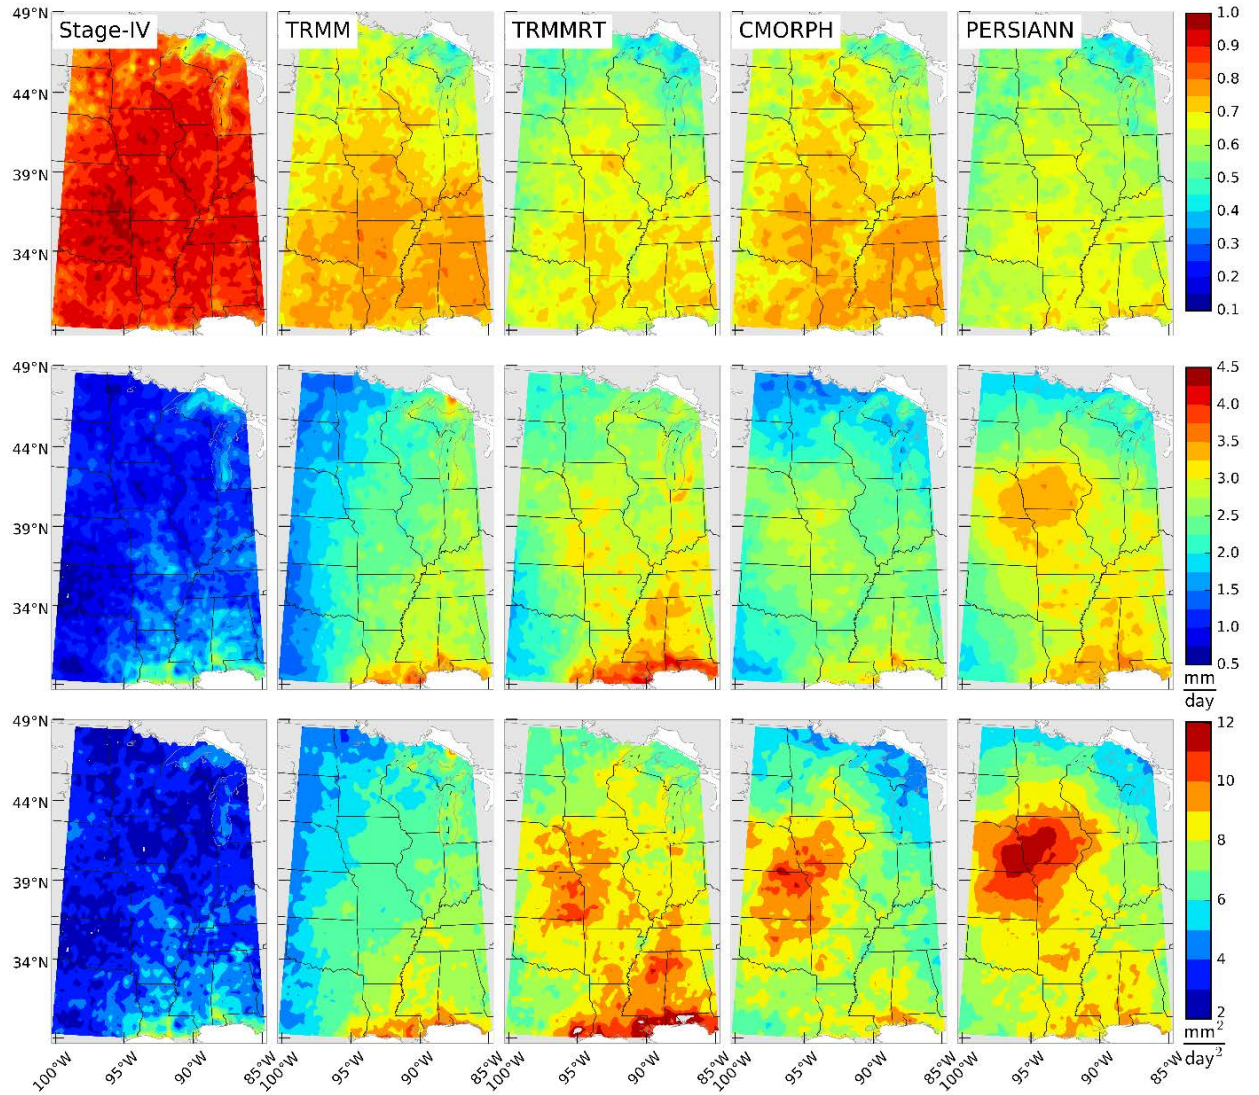 49°N
Stage-IV TRMM TRMMRT CMORPH PERSIANN
44°N
39°N
34°N
1.0
0.9
0.8
0.7
0.6
0.5
0.4
0.3
0.2
0.1
49°N
44°N
39°N
34°N
4.5
4.0
3.5
3.0
2.5
2.0
1.5
1.0
0.5
mm
day
49°N
44°N
39°N
34°N
12
10
8
6
4
2
mm²
day²
100°W 95°W 90°W 85°W 100°W 95°W 90°W 85°W 100°W 95°W 90°W 85°W 100°W 95°W 90°W 85°W 100°W 95°W 90°W 85°W